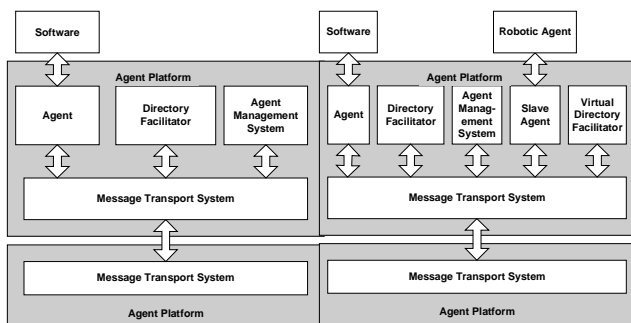 Software
Agent Platform
Agent
Directory
Facilitator
Agent
Management
System
Message Transport System
Message Transport System
Agent Platform
Software
Robotic Agent
Agent Platform
Agent
Directory
Facilitator
Agent
Manag-
ement
System
Slave
Agent
Virtual
Directory
Facilitator
Message Transport System
Message Transport System
Agent Platform